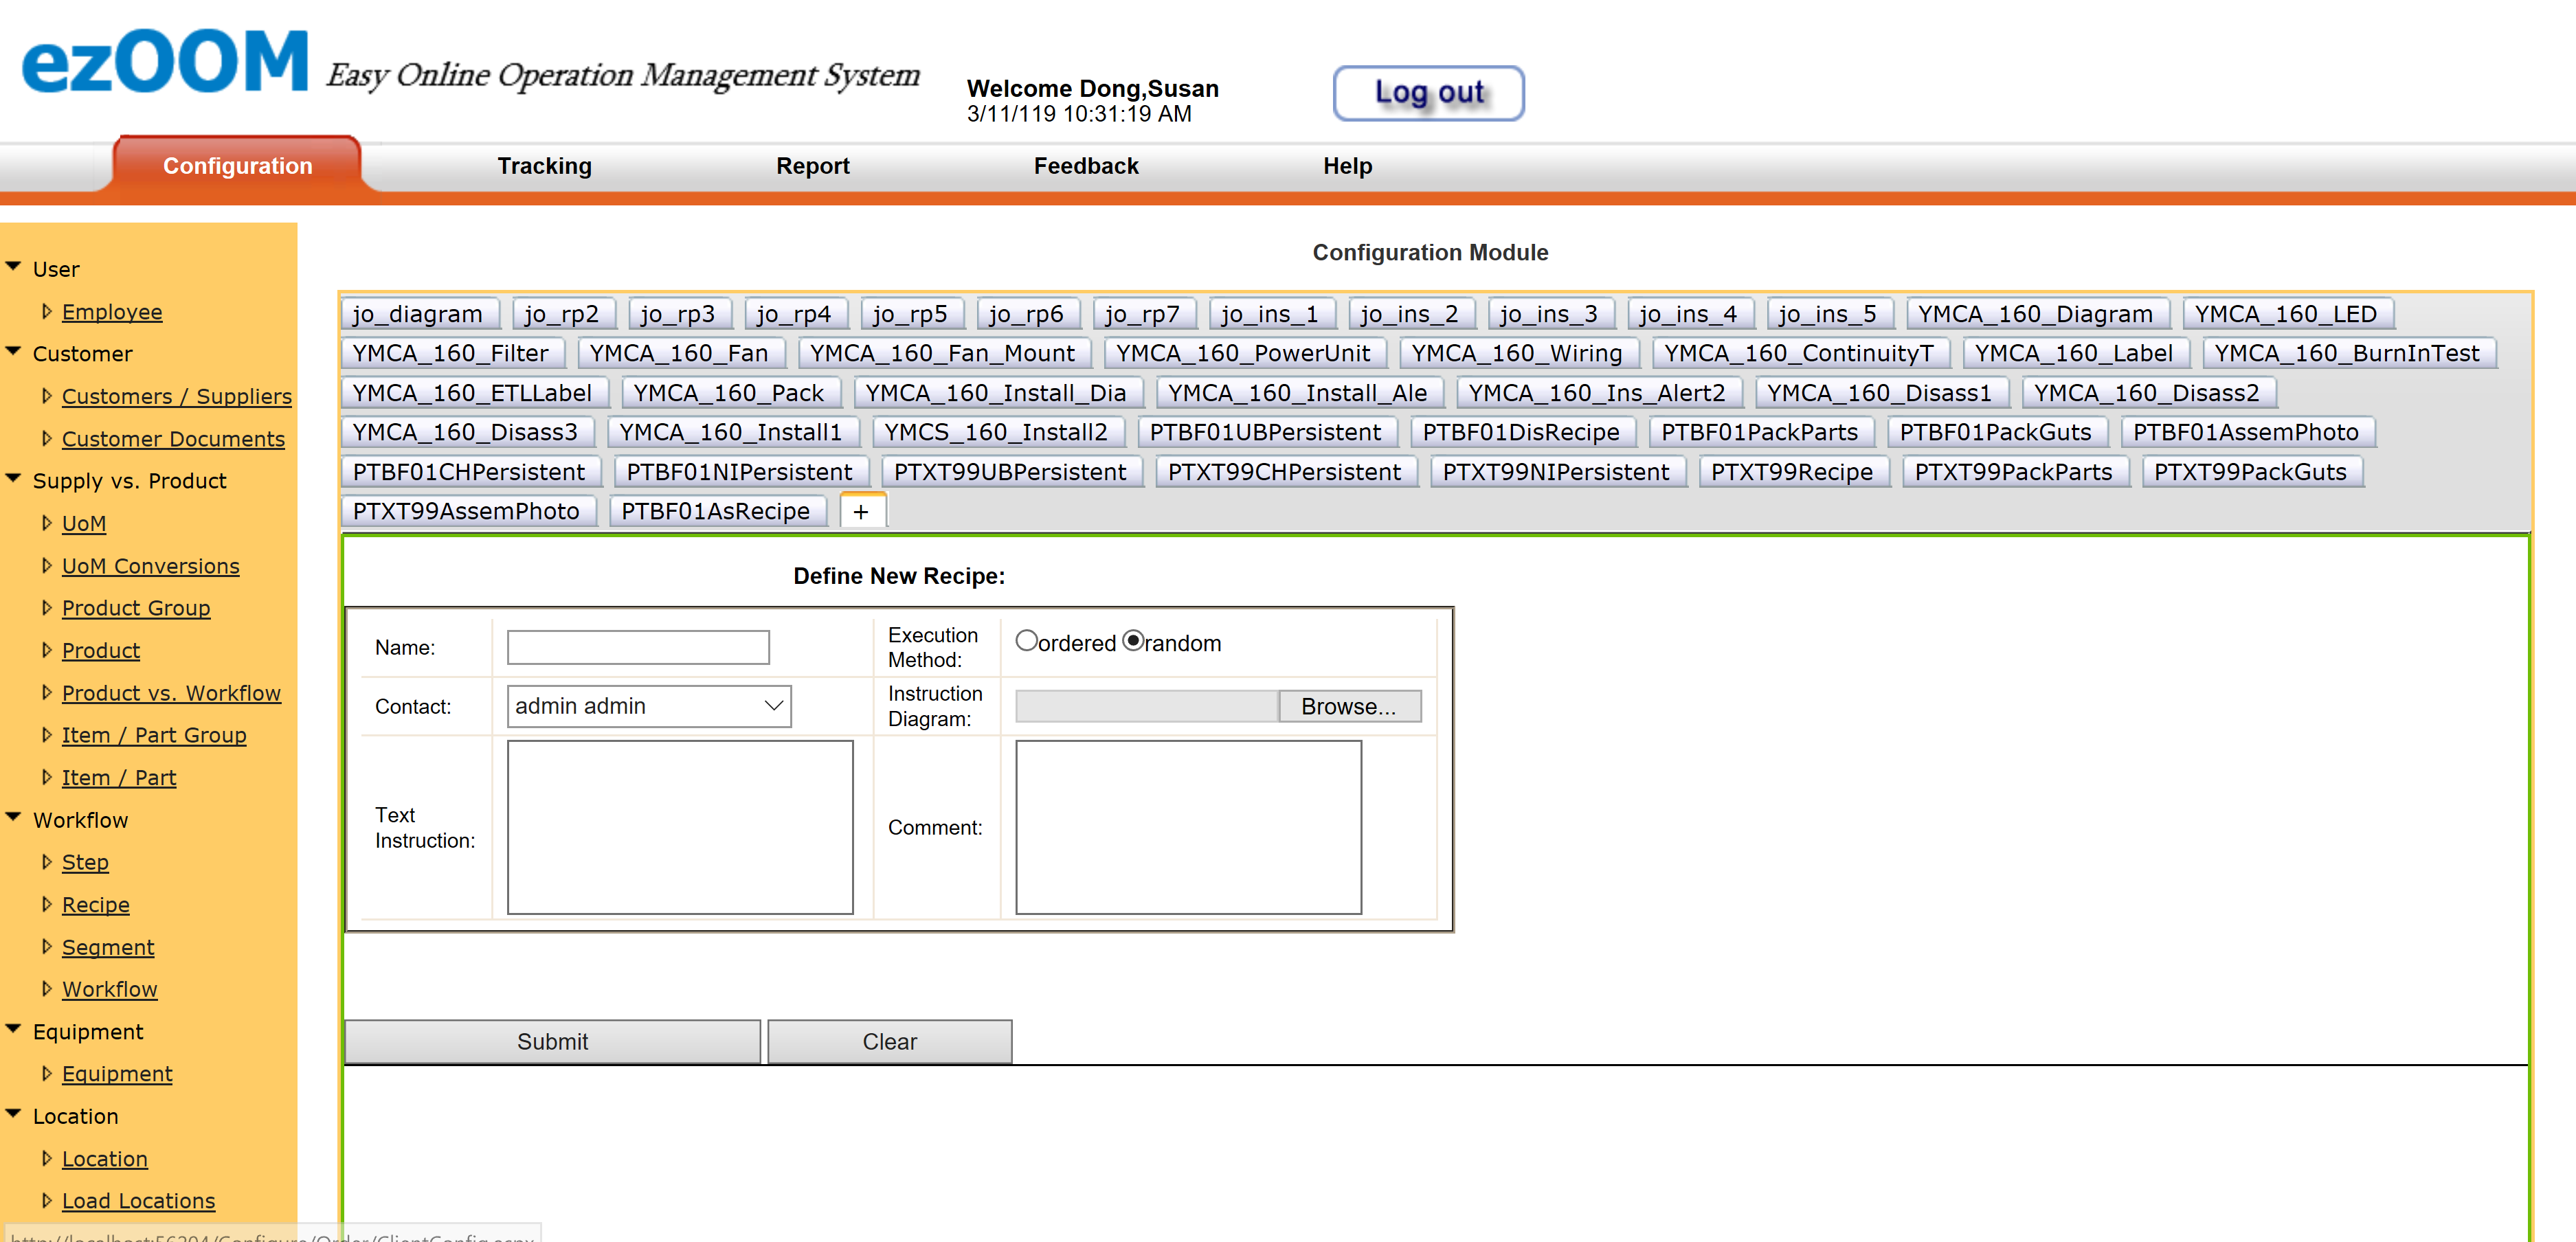 ezOOM Easy Online Operation Management System
Welcome Dong,Susan
3/11/119 10:31:19 AM
Log out
Configuration Tracking Report Feedback Help
User
Employee
Customer
Customers / Suppliers
Customer Documents
Supply vs. Product
UoM
UoM Conversions
Product Group
Product
Product vs. Workflow
Item / Part Group
Item / Part
Workflow
Step
Recipe
Segment
Workflow
Equipment
Equipment
Location
Location
Load Locations
http://localhost:56204/Configure/Order/ClientConfig.aspx
Configuration Module
jo_diagram jo_rp2 jo_rp3 jo_rp4 jo_rp5 jo_rp6 jo_rp7 jo_ins_1 jo_ins_2 jo_ins_3 jo_ins_4 jo_ins_5 YMCA_160_Diagram YMCA_160_LED
YMCA_160_Filter YMCA_160_Fan YMCA_160_Fan_Mount YMCA_160_PowerUnit YMCA_160_Wiring YMCA_160_ContinuityT YMCA_160_Label YMCA_160_BurnInTest
YMCA_160_ETLLabel YMCA_160_Pack YMCA_160_Install_Dia YMCA_160_Install_Ale YMCA_160_Ins_Alert2 YMCA_160_Disass1 YMCA_160_Disass2
YMCA_160_Disass3 YMCA_160_Install1 YMCS_160_Install2 PTBF01UBPersistent PTBF01DisRecipe PTBF01PackParts PTBF01PackGuts PTBF01AssemPhoto
PTBF01CHPersistent PTBF01NIPersistent PTXT99UBPersistent PTXT99CHPersistent PTXT99NIPersistent PTXT99Recipe PTXT99PackParts PTXT99PackGuts
PTXT99AssemPhoto PTBF01AsRecipe +
Define New Recipe:
Name:
Execution
Method:
ordered random
Contact:
admin admin
Instruction
Diagram:
Browse...
Text
Instruction:
Comment:
Submit Clear